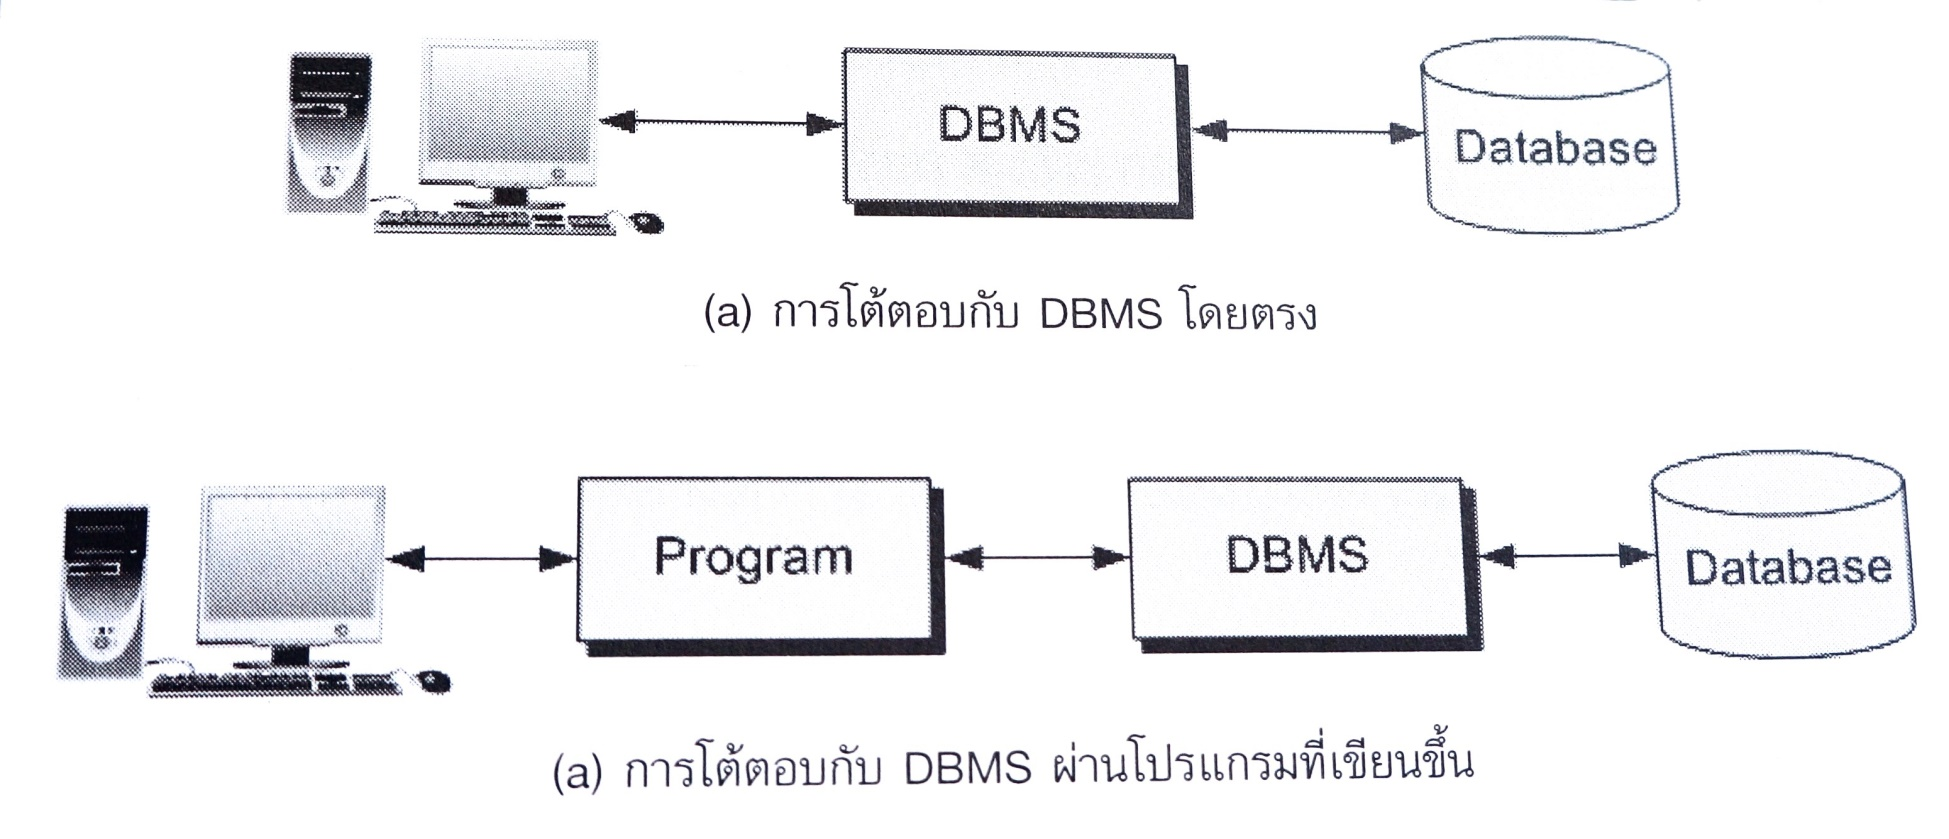 DBMS
Database
(a) การโต้ตอบกับ DBMS โดยตรง
Program
DBMS
Database
(a) การโต้ตอบกับ DBMS ผ่านโปรแกรมที่เขียนขึ้น